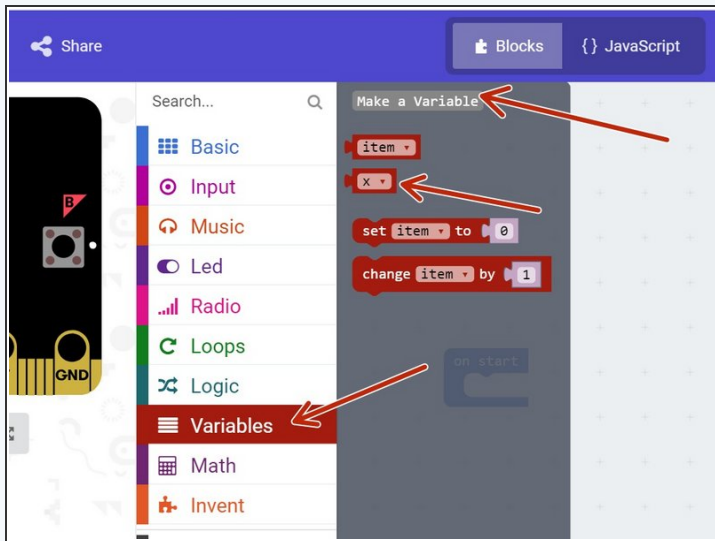 Share
Blocks
{} JavaScript
Search...
Make a Variable
Basic
item
Input
x
Music
set item to 0
Led
change item by 1
Radio
Loops
on start
Logic
Variables
Math
Invent
B
GND